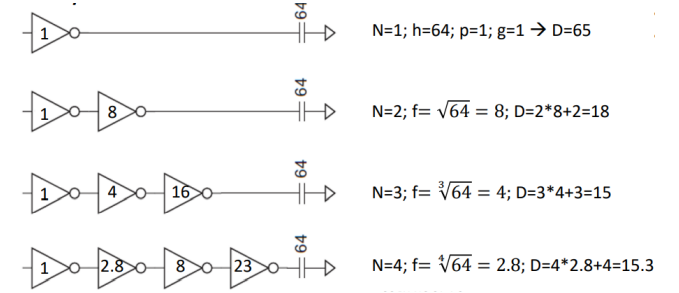 1 64 N=1; h=64; p=1; g=1 → D=65
1 8 64 N=2; f= √64 = 8; D=2*8+2=18
1 4 16 64 N=3; f= ∛64 = 4; D=3*4+3=15
1 2.8 8 23 64 N=4; f= ∜64 = 2.8; D=4*2.8+4=15.3